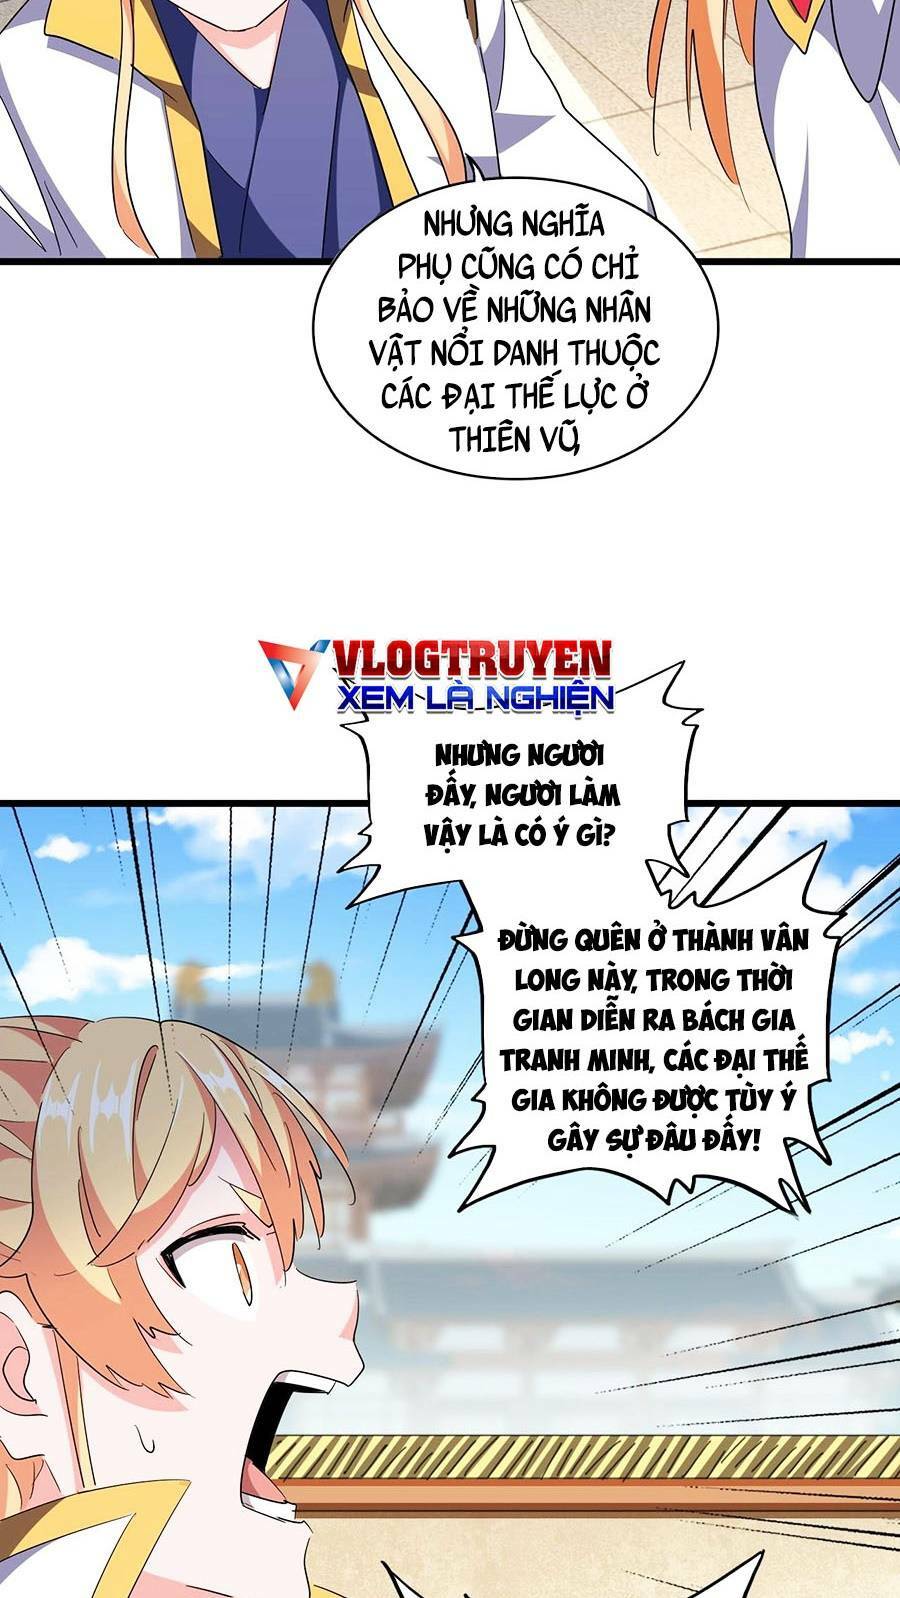 NHƯNG NGHĨA
PHỤ CŨNG CÓ CHỈ
BẢO VỀ NHỮNG NHÂN
VẬT NỔI DANH THUỘC
CÁC ĐẠI THẾ LỰC Ở
THIÊN VŨ,
VLOGTRUYEN
XEM LÀ NGHIỆN
NHƯNG NGƯƠI
ĐẤY, NGƯƠI LÀM
VẬY LÀ CÓ Ý GÌ?
ĐỪNG QUÊN Ở THÀNH VÂN
LONG NÀY, TRONG THỜI
GIAN DIỄN RA BÁCH GIA
TRANH MINH, CÁC ĐẠI THẾ
GIA KHÔNG ĐƯỢC TÙY Ý
GÂY SỰ ĐÂU ĐẤY!